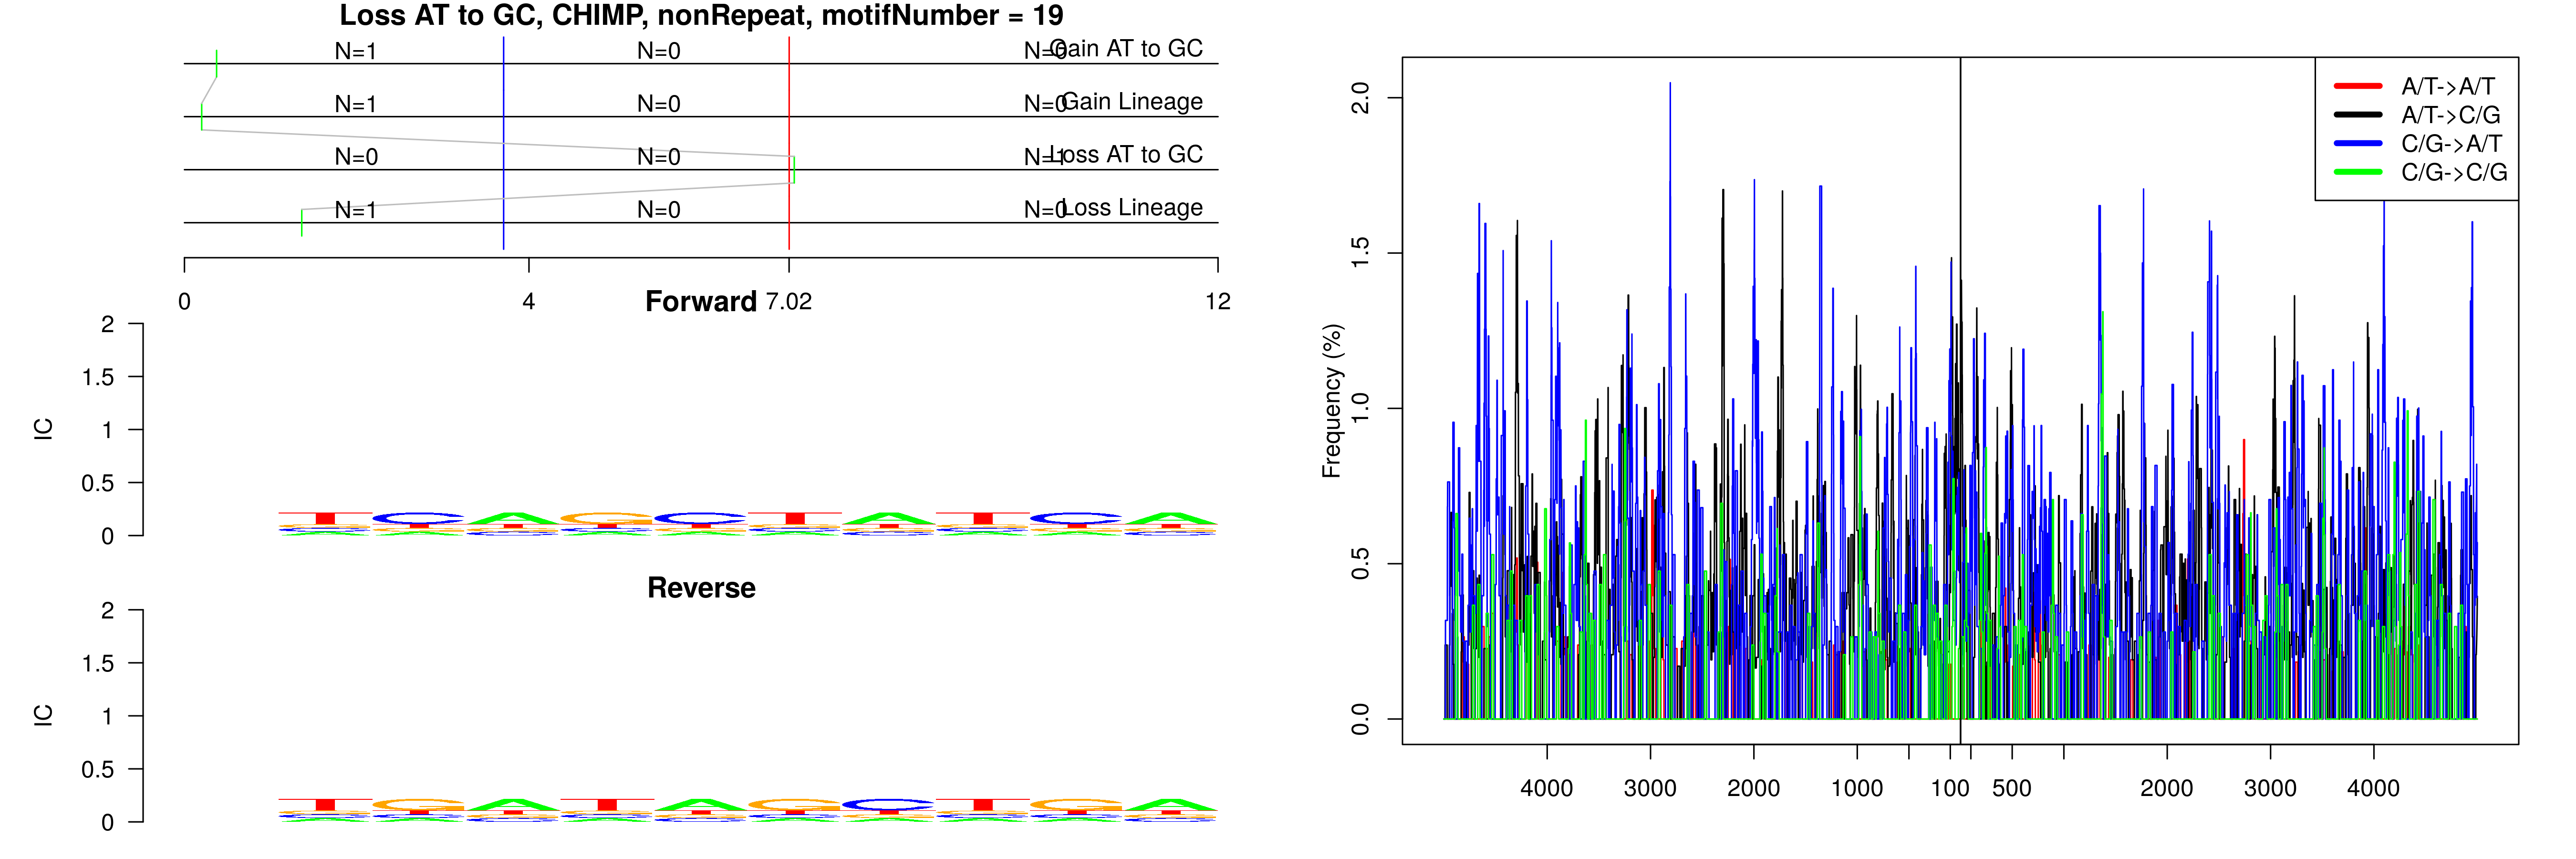 Loss AT to GC, CHIMP, nonRepeat, motifNumber = 19
N=1 N=0 N=0 Gain AT to GC
N=1 N=0 N=0 Gain Lineage
N=0 N=0 N=1 Loss AT to GC
N=1 N=0 N=0 Loss Lineage
0 4 7.02 12
Forward
IC
2
1.5
1
0.5
0
T C A G C T A T C A
Reverse
IC
2
1.5
1
0.5
0
T G A T A G C T G A
Frequency (%)
2.0
1.5
1.0
0.5
0.0
4000 3000 2000 1000 100 500 2000 3000 4000
A/T->A/T
A/T->C/G
C/G->A/T
C/G->C/G